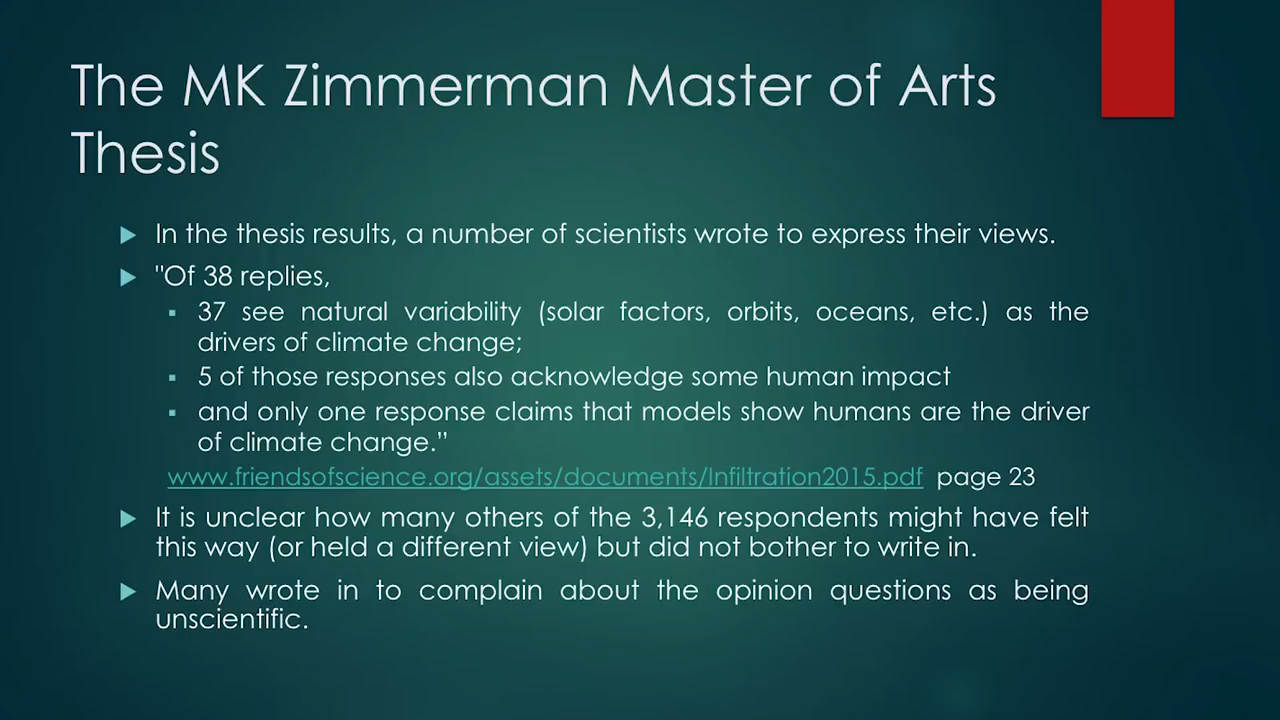 The MK Zimmerman Master of Arts
Thesis
In the thesis results, a number of scientists wrote to express their views.
"Of 38 replies,
37 see natural variability (solar factors, orbits, oceans, etc.) as the
drivers of climate change;
5 of those responses also acknowledge some human impact
and only one response claims that models show humans are the driver
of climate change.”
www.friendsofscience.org/assets/documents/Infiltration2015.pdf page 23
It is unclear how many others of the 3,146 respondents might have felt
this way (or held a different view) but did not bother to write in.
Many wrote in to complain about the opinion questions as being
unscientific.